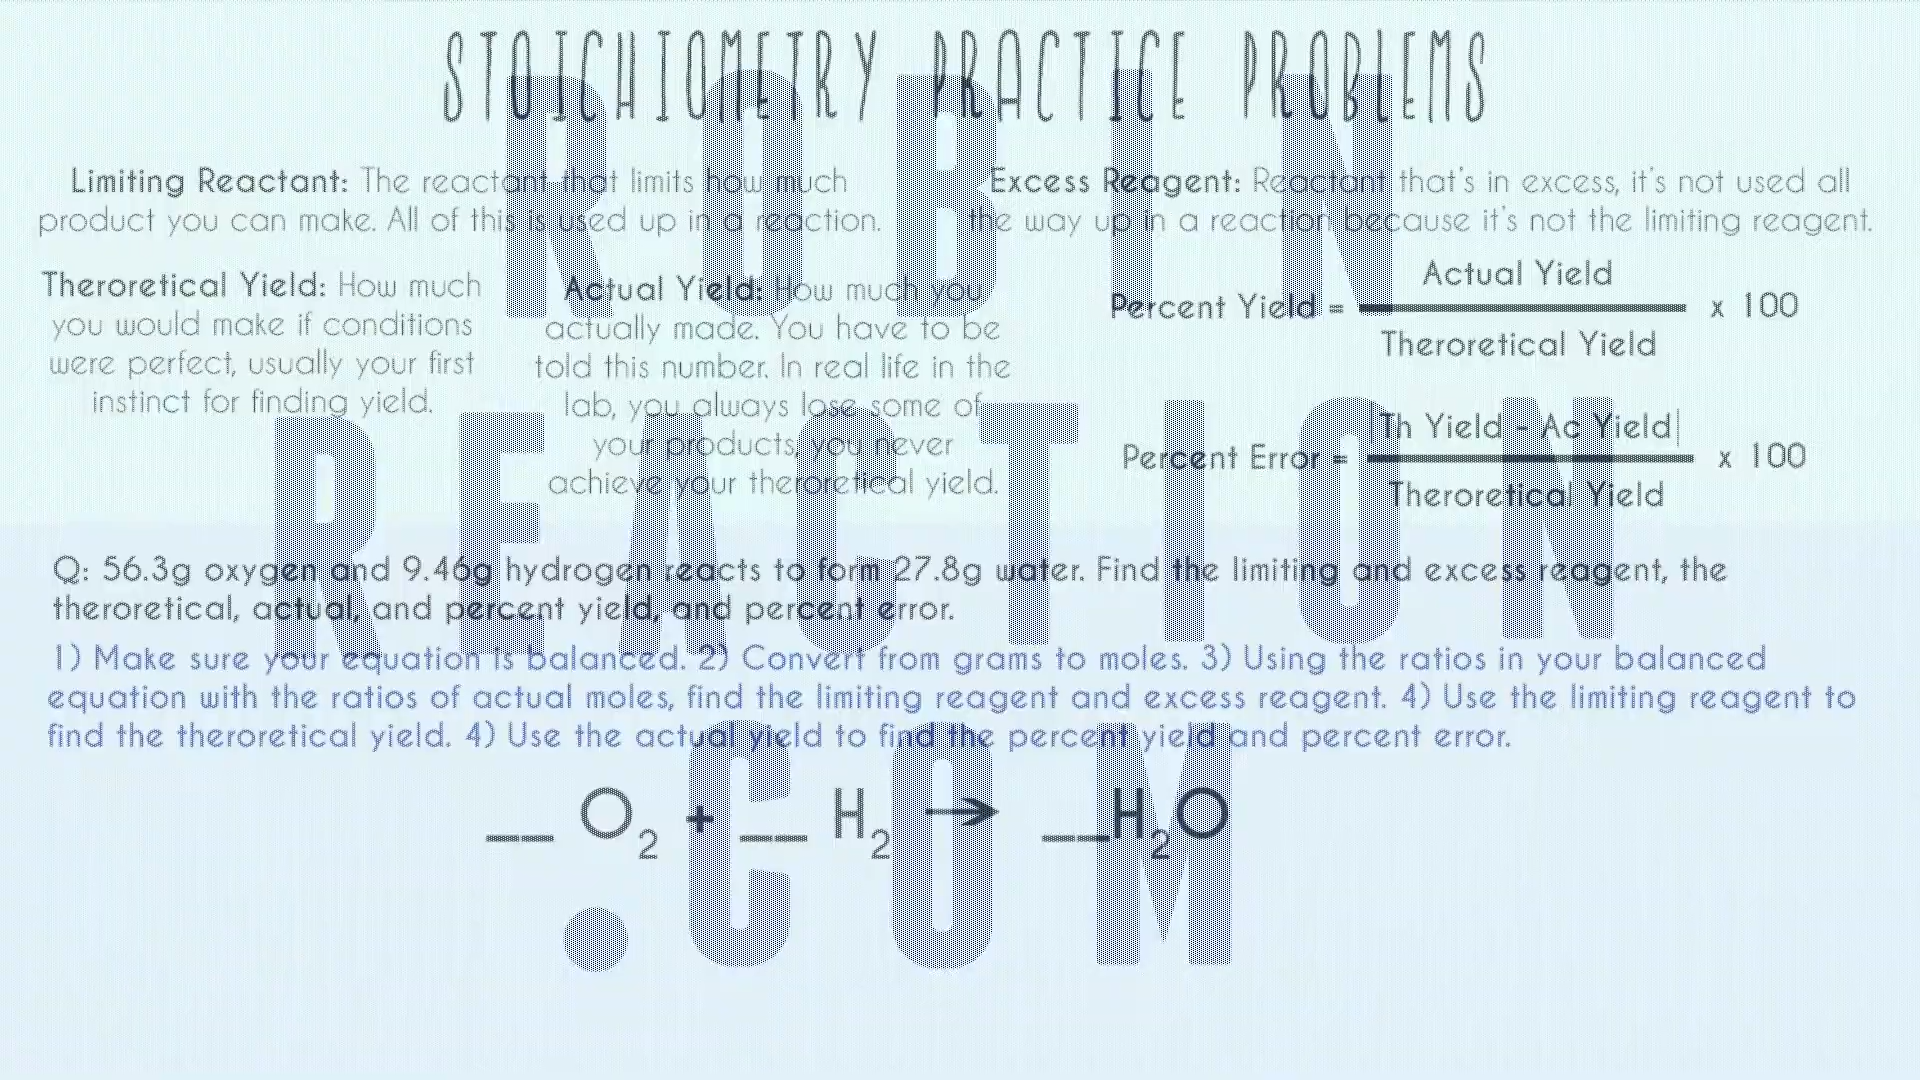 STOICHIOMETRY PRACTICE PROBLEMS
ROBIN
Limiting Reactant: The reactant that limits how much
product you can make. All of this is used up in a reaction.
Excess Reagent: Reactant that's in excess, it's not used all
the way up in a reaction because it's not the limiting reagent.
Theroretical Yield: How much
you would make if conditions
were perfect, usually your first
instinct for finding yield.
Actual Yield: How much you
actually made. You have to be
told this number. In real life in the
lab, you always lose some of
your products, you never
achieve your theroretical yield.
Percent Yield = Actual Yield / Theroretical Yield x 100
Percent Error = |Th Yield - Ac Yield| / Theroretical Yield x 100
REACTION
Q: 56.3g oxygen and 9.46g hydrogen reacts to form 27.8g water. Find the limiting and excess reagent, the
theroretical, actual, and percent yield, and percent error.
1) Make sure your equation is balanced. 2) Convert from grams to moles. 3) Using the ratios in your balanced
equation with the ratios of actual moles, find the limiting reagent and excess reagent. 4) Use the limiting reagent to
find the theroretical yield. 4) Use the actual yield to find the percent yield and percent error.
__ O2 + __ H2 → __H2O
.COM